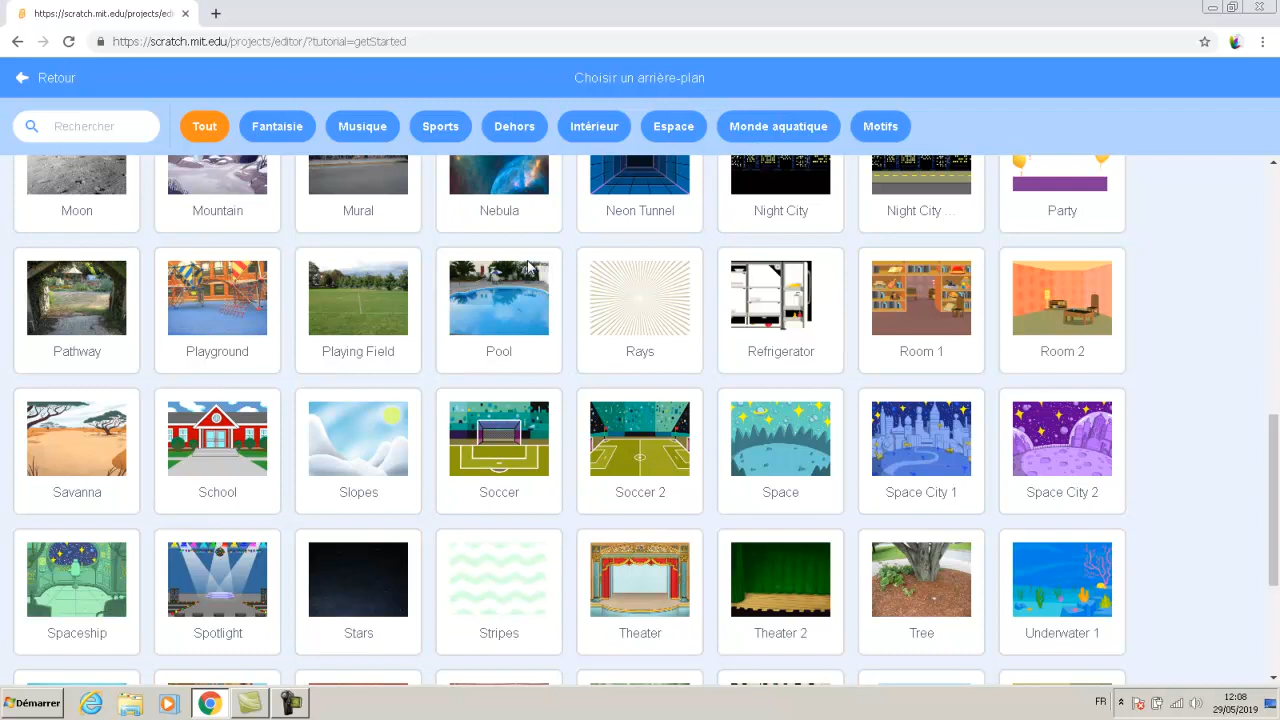 https://scratch.mit.edu/projects/edi
https://scratch.mit.edu/projects/editor/?tutorial=getStarted
Retour
Choisir un arrière-plan
Rechercher
Tout
Fantaisie
Musique
Sports
Dehors
Intérieur
Espace
Monde aquatique
Motifs
Moon
Mountain
Mural
Nebula
Neon Tunnel
Night City
Night City ...
Party
Pathway
Playground
Playing Field
Pool
Rays
Refrigerator
Room 1
Room 2
Savanna
School
Slopes
Soccer
Soccer 2
Space
Space City 1
Space City 2
Spaceship
Spotlight
Stars
Stripes
Theater
Theater 2
Tree
Underwater 1
Démarrer
FR
12:08
29/05/2019